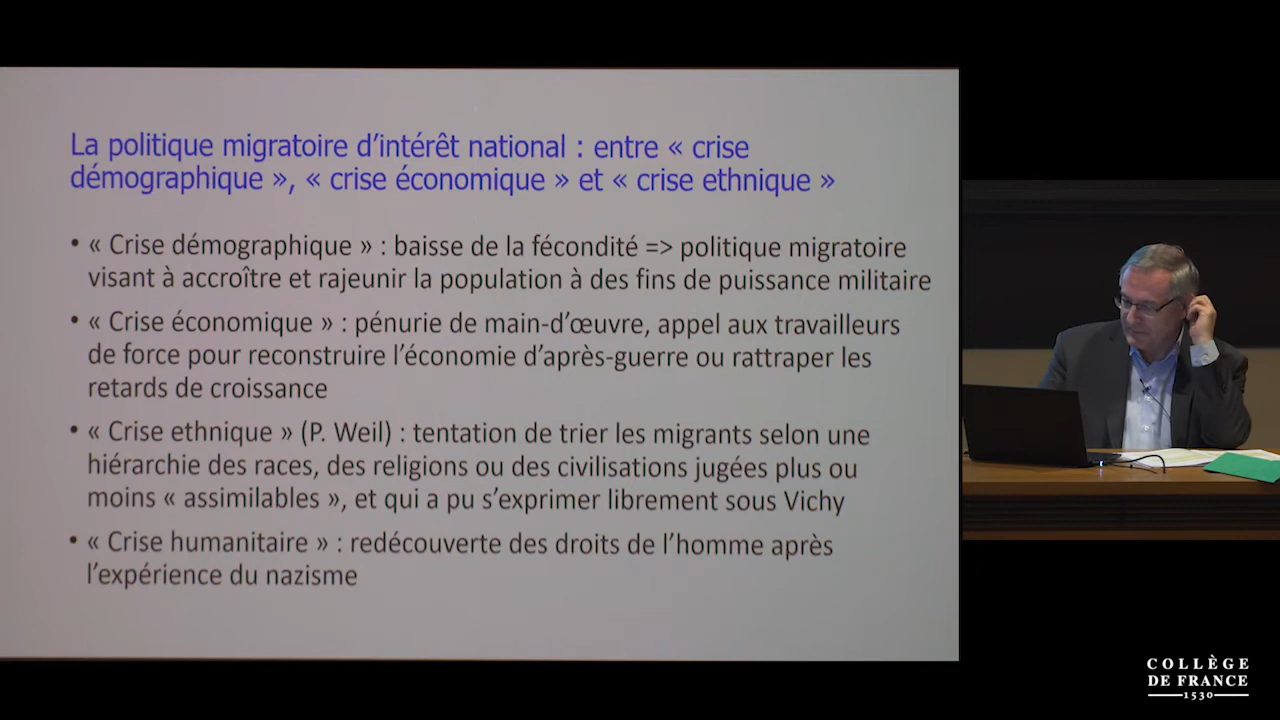 La politique migratoire d'intérêt national : entre « crise
démographique », « crise économique » et « crise ethnique »
• « Crise démographique » : baisse de la fécondité => politique migratoire
visant à accroître et rajeunir la population à des fins de puissance militaire
• « Crise économique » : pénurie de main-d'œuvre, appel aux travailleurs
de force pour reconstruire l'économie d'après-guerre ou rattraper les
retards de croissance
• « Crise ethnique » (P. Weil) : tentation de trier les migrants selon une
hiérarchie des races, des religions ou des civilisations jugées plus ou
moins « assimilables », et qui a pu s'exprimer librement sous Vichy
• « Crise humanitaire » : redécouverte des droits de l'homme après
l'expérience du nazisme
COLLÈGE
DE FRANCE
1530